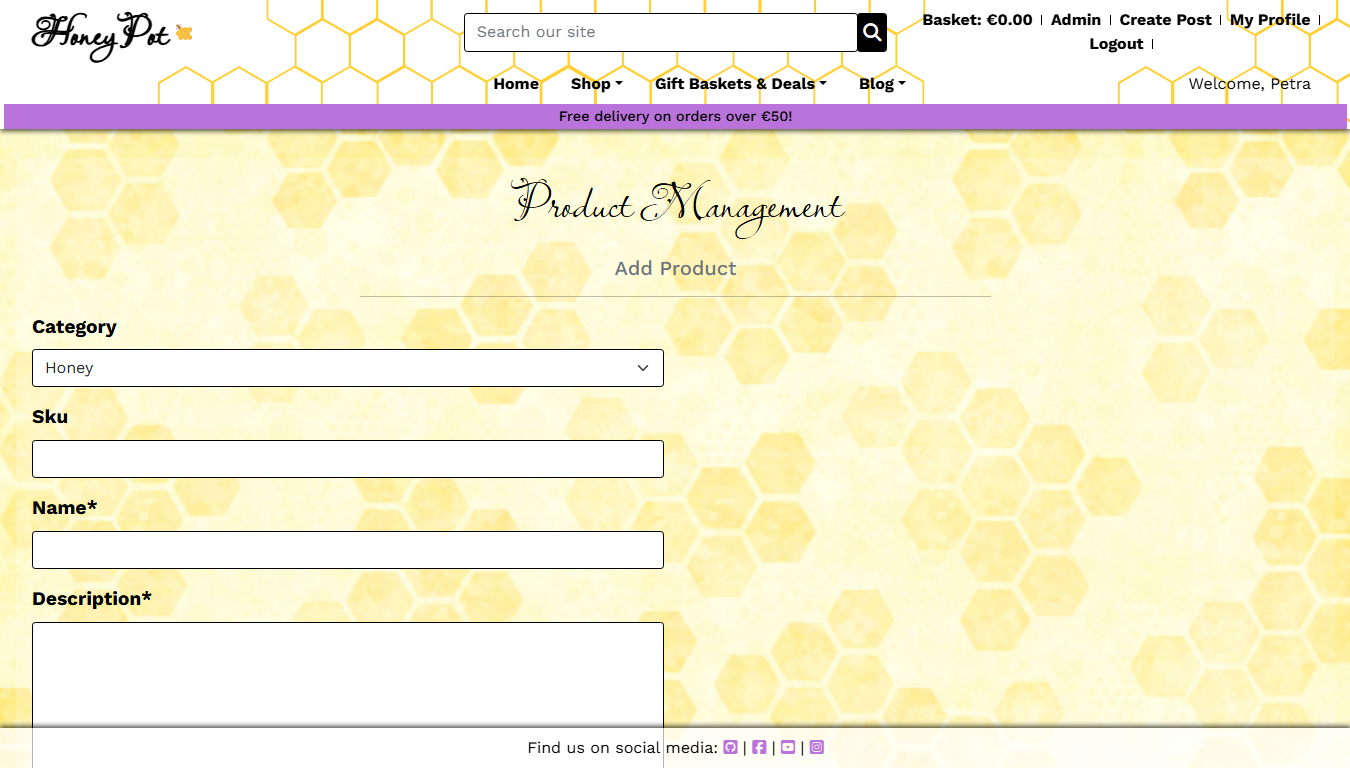 Honey Pot
Search our site
Basket: €0.00 | Admin | Create Post | My Profile |
Logout |
Home Shop Gift Baskets & Deals Blog
Welcome, Petra
Free delivery on orders over €50!
Product Management
Add Product
Category
Honey
Sku
Name*
Description*
Find us on social media: | | |